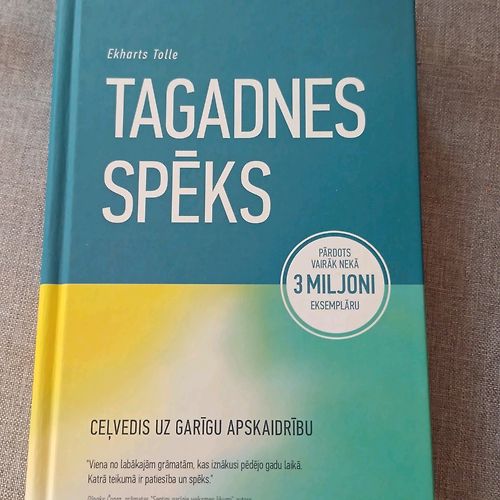 Ekharts Tolle
TAGADNES
SPĒKS
PĀRDOTS
VAIRĀK NEKĀ
3 MILJONI
EKSEMPLĀRU
CEĻVEDIS UZ GARĪGU APSKAIDRĪBU
"Viena no labākajām grāmatām, kas iznākusi pēdējo gadu laikā.
Katrā teikumā ir patiesība un spēks."